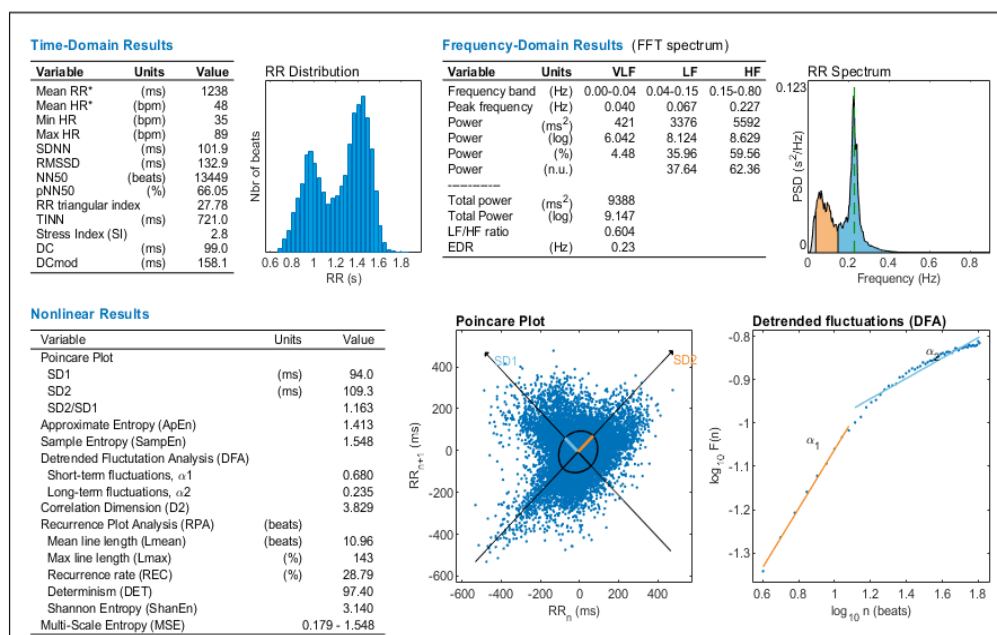 Time-Domain Results
Variable Units Value
Mean RR* (ms) 1238
Mean HR* (bpm) 48
Min HR (bpm) 35
Max HR (bpm) 89
SDNN (ms) 101.9
RMSSD (ms) 132.9
NN50 (beats) 13449
pNN50 (%) 66.05
RR triangular index 27.78
TINN (ms) 721.0
Stress Index (SI) 2.8
DC (ms) 99.0
DCmod (ms) 158.1
RR Distribution
Nbr of beats
0.6 0.8 1 1.2 1.4 1.6 1.8
RR (s)
Frequency-Domain Results (FFT spectrum)
Variable Units VLF LF HF
Frequency band (Hz) 0.00-0.04 0.04-0.15 0.15-0.80
Peak frequency (Hz) 0.040 0.067 0.227
Power (ms²) 421 3376 5592
Power (log) 6.042 8.124 8.629
Power (%) 4.48 35.96 59.56
Power (n.u.) 37.64 62.36
--------------
Total power (ms²) 9388
Total Power (log) 9.147
LF/HF ratio 0.604
EDR (Hz) 0.23
RR Spectrum
0.123
PSD (s²/Hz)
0
0 0.2 0.4 0.6 0.8
Frequency (Hz)
Nonlinear Results
Variable Units Value
Poincare Plot
SD1 (ms) 94.0
SD2 (ms) 109.3
SD2/SD1 1.163
Approximate Entropy (ApEn) 1.413
Sample Entropy (SampEn) 1.548
Detrended Fluctutation Analysis (DFA)
Short-term fluctuations, α1 0.680
Long-term fluctuations, α2 0.235
Correlation Dimension (D2) 3.829
Recurrence Plot Analysis (RPA) (beats)
Mean line length (Lmean) (beats) 10.96
Max line length (Lmax) (%) 143
Recurrence rate (REC) (%) 28.79
Determinism (DET) 97.40
Shannon Entropy (ShanEn) 3.140
Multi-Scale Entropy (MSE) 0.179 - 1.548
Poincare Plot
SD1
SD2
400
200
0
-200
-400
-600
RRn+1 (ms)
-600 -400 -200 0 200 400
RRn (ms)
Detrended fluctuations (DFA)
α2
α1
-0.8
-0.9
-1
-1.1
-1.2
-1.3
log10 F(n)
0.6 0.8 1 1.2 1.4 1.6 1.8
log10 n (beats)